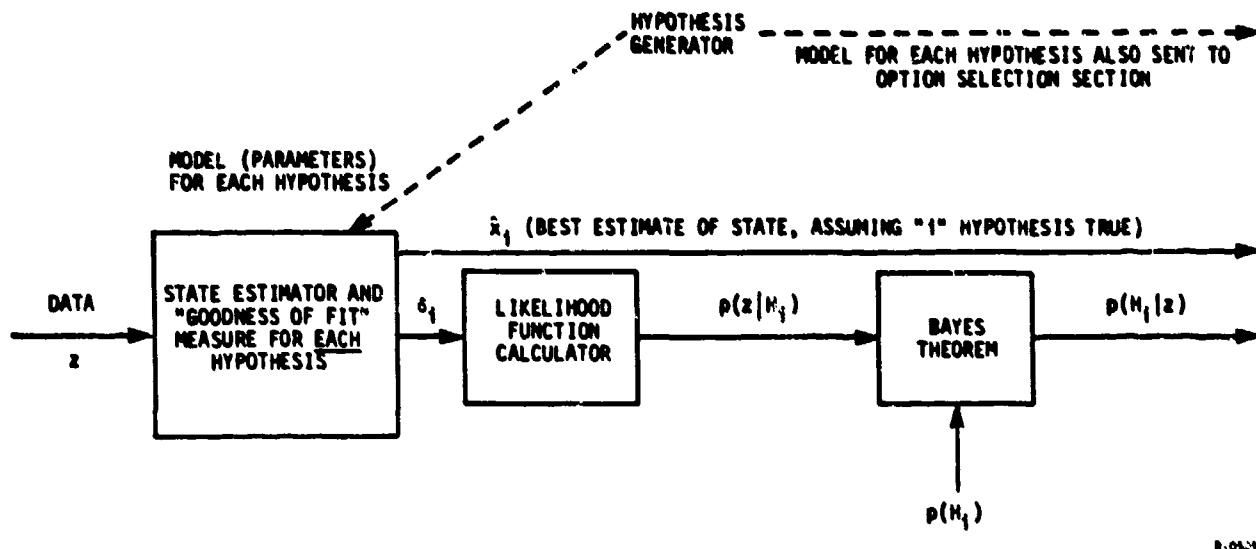 HYPOTHESIS
GENERATOR
MODEL FOR EACH HYPOTHESIS ALSO SENT TO
OPTION SELECTION SECTION
MODEL (PARAMETERS)
FOR EACH HYPOTHESIS
x̂i (BEST ESTIMATE OF STATE, ASSUMING "i" HYPOTHESIS TRUE)
DATA
z
STATE ESTIMATOR AND
"GOODNESS OF FIT"
MEASURE FOR EACH
HYPOTHESIS
δi
LIKELIHOOD
FUNCTION
CALCULATOR
p(z|Hi)
BAYES
THEOREM
p(Hi|z)
p(Hi)